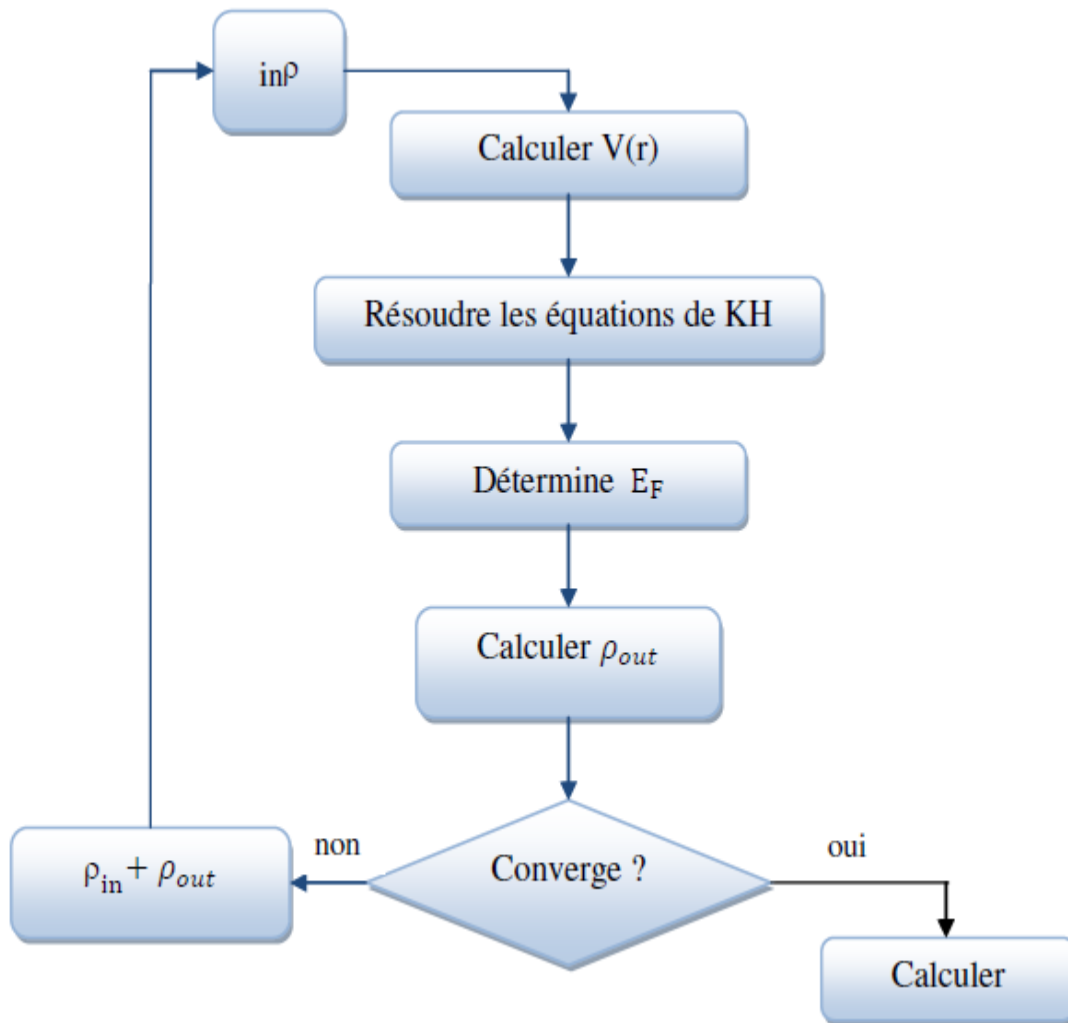 inρ
Calculer V(r)
Résoudre les équations de KH
Détermine E_F
Calculer ρ_out
Converge ?
non
oui
ρ_in + ρ_out
Calculer